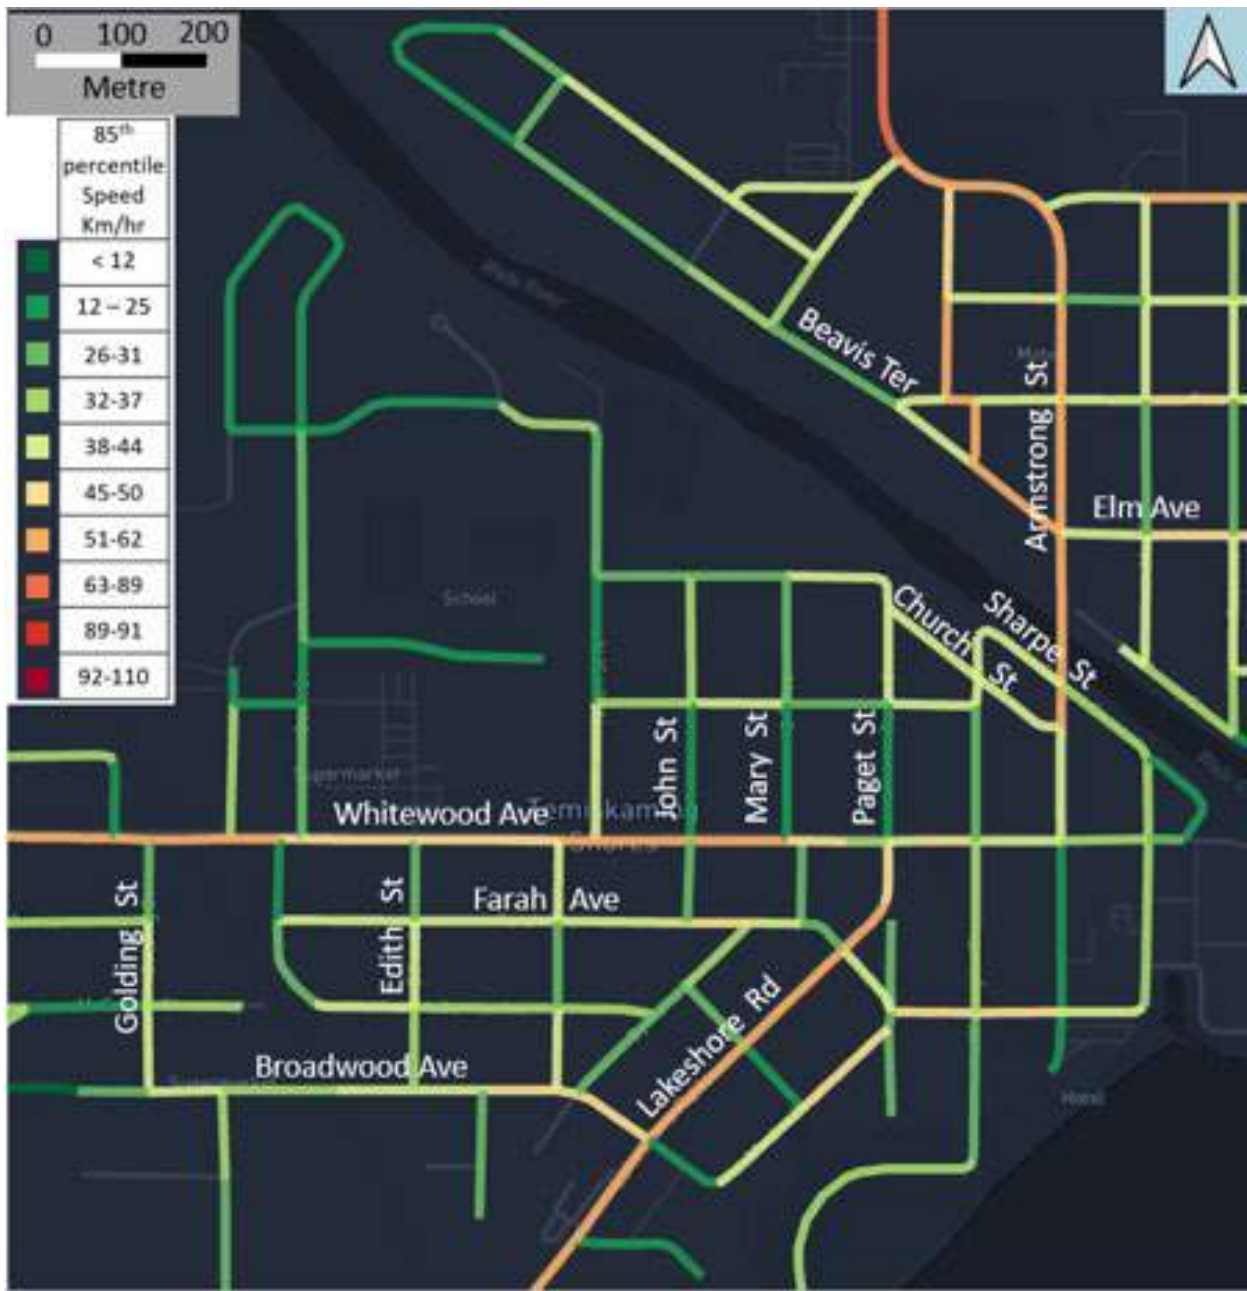 0 100 200
Metre
85th
percentile
Speed
Km/hr
< 12
12 – 25
26-31
32-37
38-44
45-50
51-62
63-89
89-91
92-110
Beavis Ter
Armstrong St
Elm Ave
Church St
Sharpe St
School
John St
Mary St
Paget St
Supermarket
Whitewood Ave
Temiskaming
Shores
Golding St
Edith St
Farah Ave
Lakeshore Rd
Broadwood Ave
Hotel